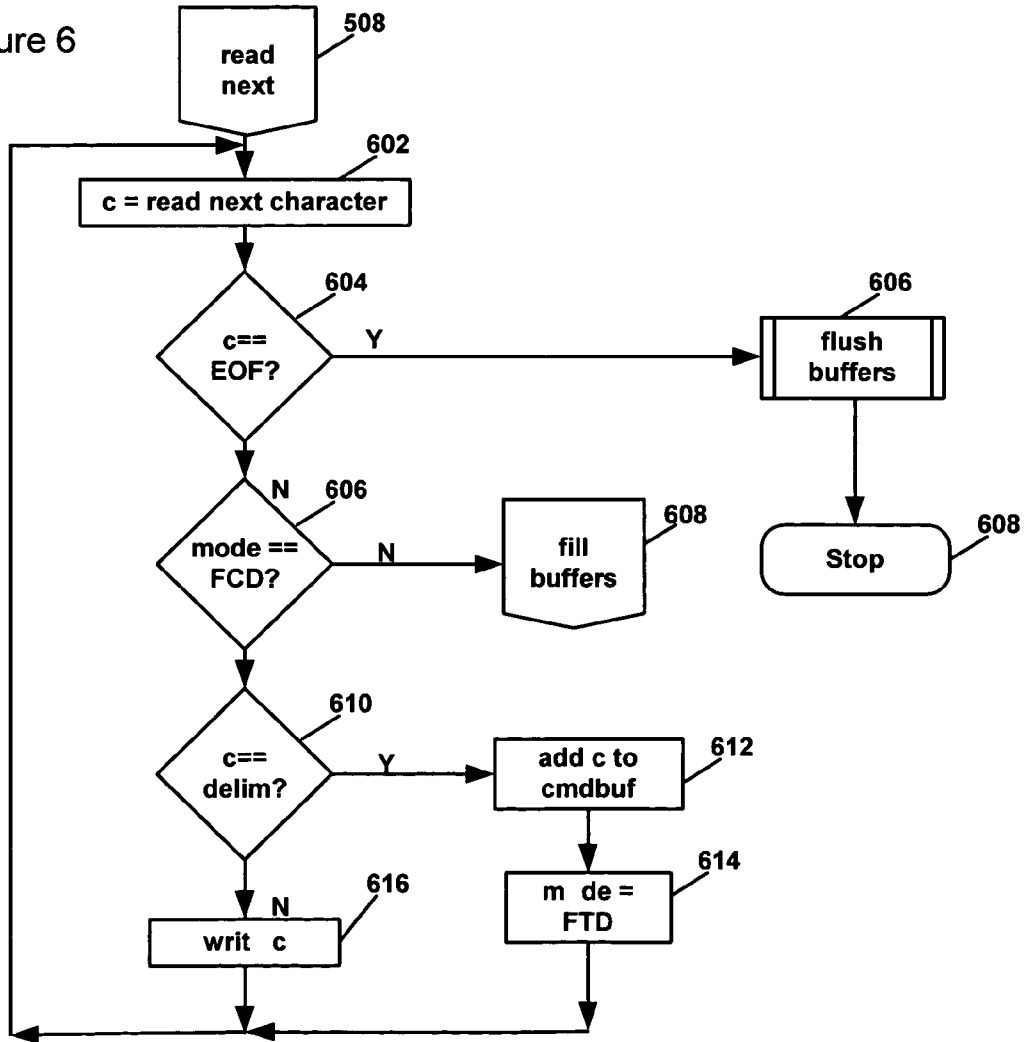 ure 6
508
read
next
602
c = read next character
604
c==
EOF?
Y
606
flush
buffers
N
606
mode ==
FCD?
N
608
fill
buffers
608
Stop
610
c==
delim?
Y
612
add c to
cmdbuf
614
m de =
FTD
N
616
writ c